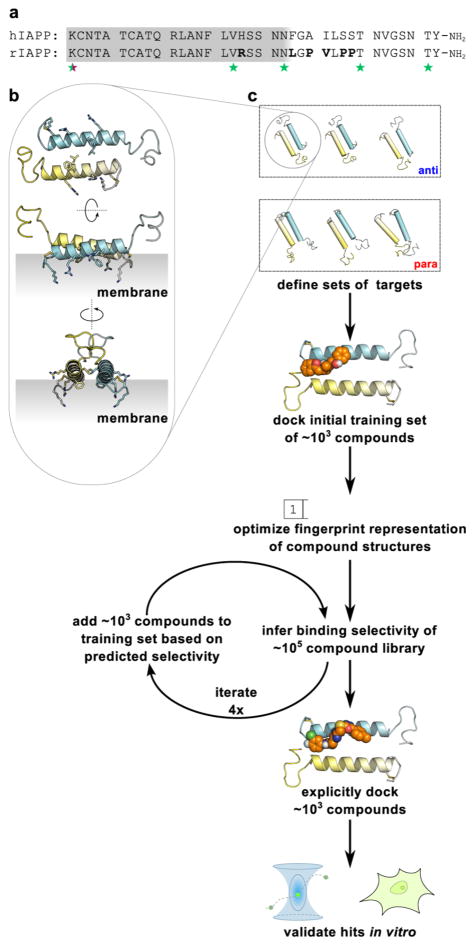 a
hIAPP: KCNTA TCATQ RLANF LVHSS NNFGA ILSST NVGSN TY-NH2
rIAPP: KCNTA TCATQ RLANF LVRSS NNLGP VLPPT NVGSN TY-NH2
b
membrane
membrane
c
anti
para
define sets of targets
dock initial training set
of ~10³ compounds
1
optimize fingerprint representation
of compound structures
add ~10³ compounds to
training set based on
predicted selectivity
iterate
4x
infer binding selectivity of
~10⁵ compound library
explicitly dock
~10³ compounds
validate hits in vitro